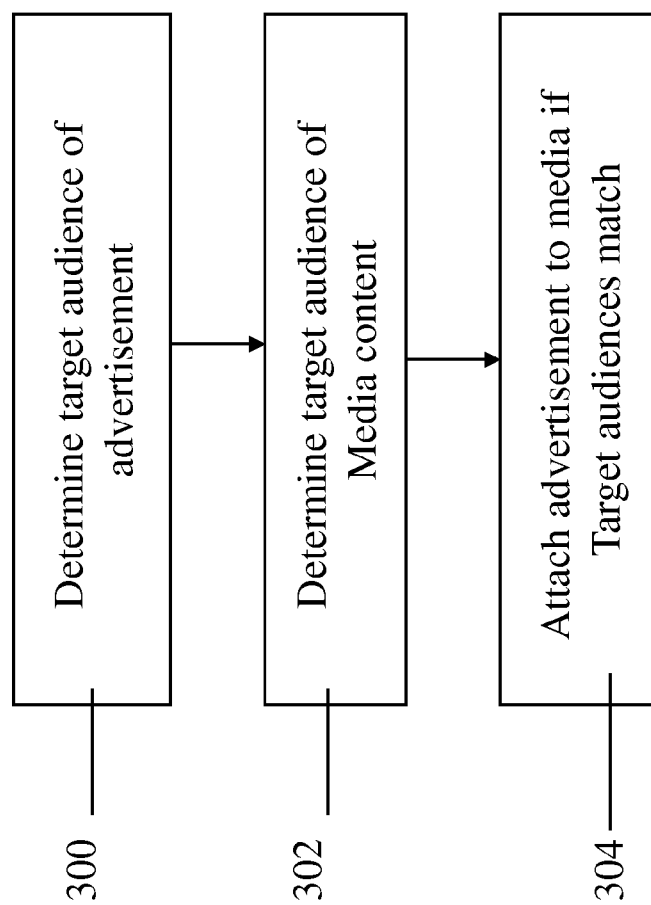 300
Determine target audience of
advertisement
302
Determine target audience of
Media content
304
Attach advertisement to media if
Target audiences match